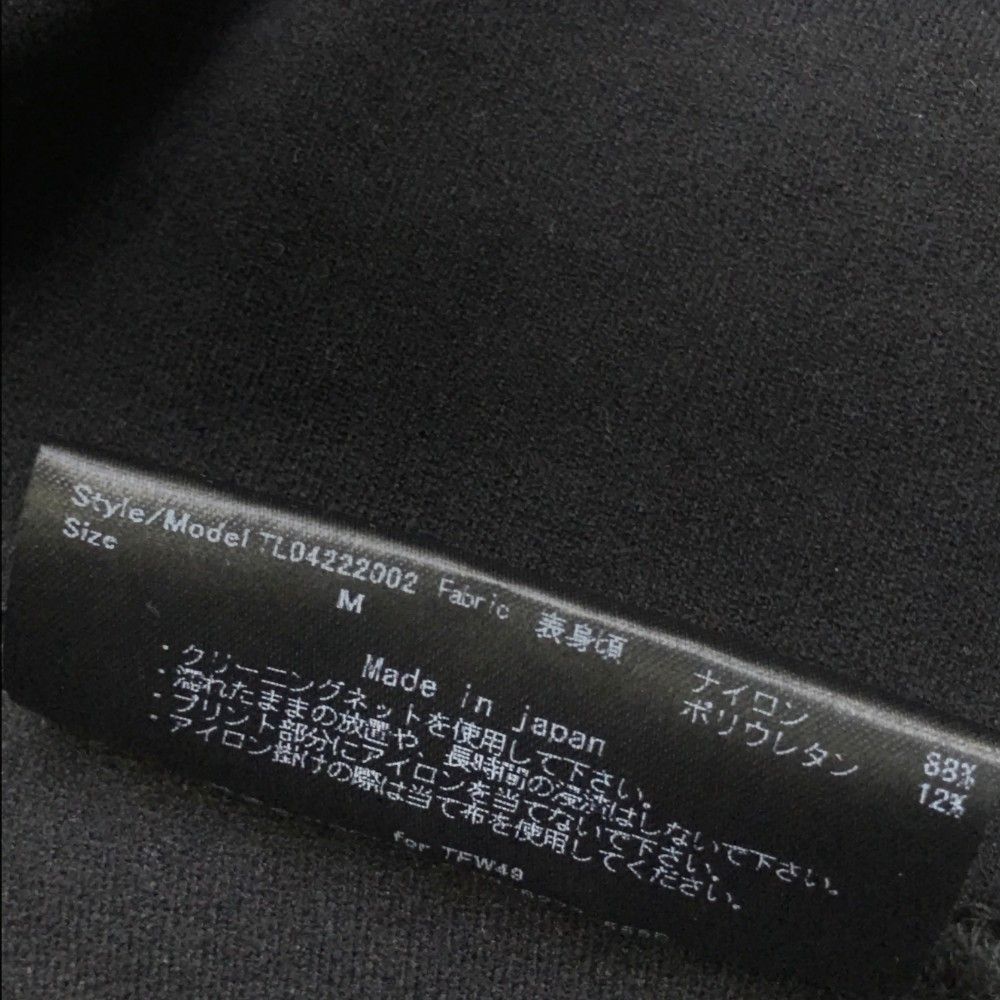 Style/Model TL04222002 Fabric 表身頃 ナイロン 88%
Size M ポリウレタン 12%
Made in japan
・クリーニングネットを使用して下さい。
・濡れたままの放置や、長時間の浸漬はしないで下さい。
・プリント部分にアイロンを当てないで下さい。
・アイロン掛けの際は当て布を使用してください。
for TFW49